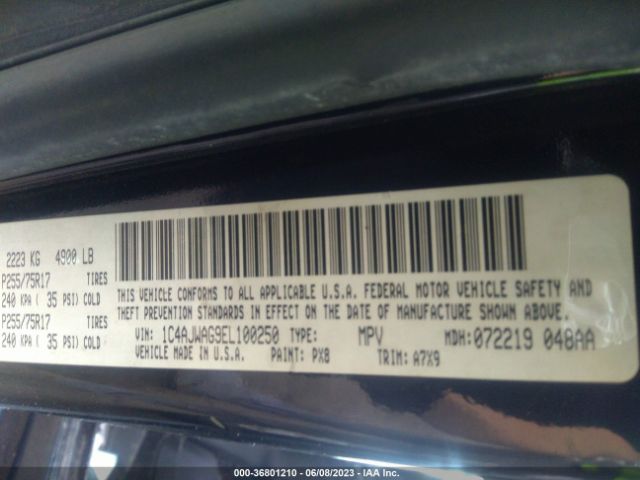 2223 KG 4900 LB
P255/75R17 TIRES
240 KPA ( 35 PSI) COLD
P255/75R17 TIRES
240 KPA ( 35 PSI) COLD
THIS VEHICLE CONFORMS TO ALL APPLICABLE U.S.A. FEDERAL MOTOR VEHICLE SAFETY AND
THEFT PREVENTION STANDARDS IN EFFECT ON THE DATE OF MANUFACTURE SHOWN ABOVE.
VIN: 1C4AJWAG9EL100250 TYPE: MPV MDH: 072219 048AA
VEHICLE MADE IN U.S.A. PAINT: PX8 TRIM: A7X9
000-36801210 - 06/08/2023 - IAA Inc.